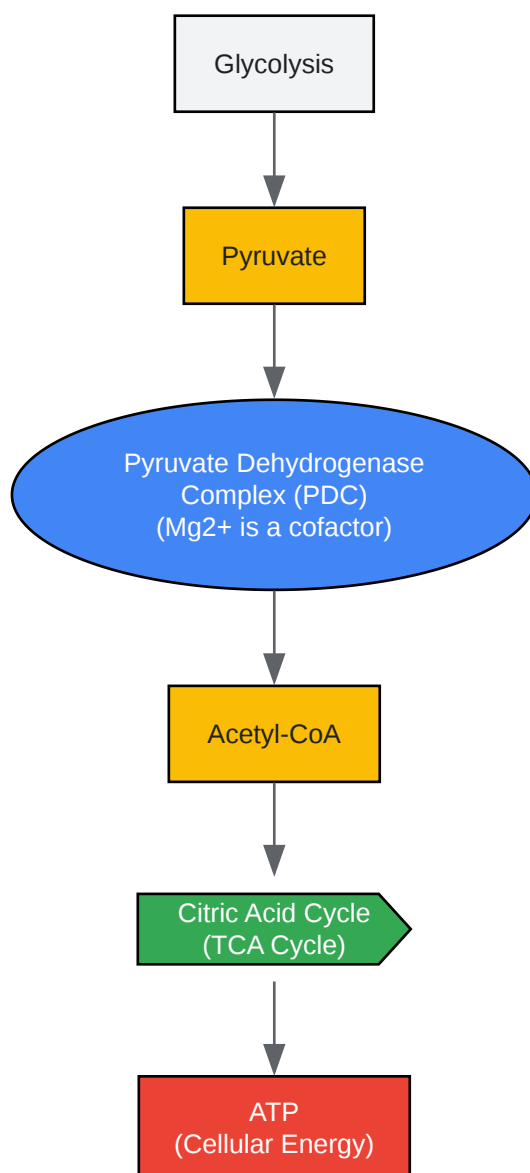 Glycolysis
Pyruvate
Pyruvate Dehydrogenase
Complex (PDC)
(Mg2+ is a cofactor)
Acetyl-CoA
Citric Acid Cycle
(TCA Cycle)
ATP
(Cellular Energy)